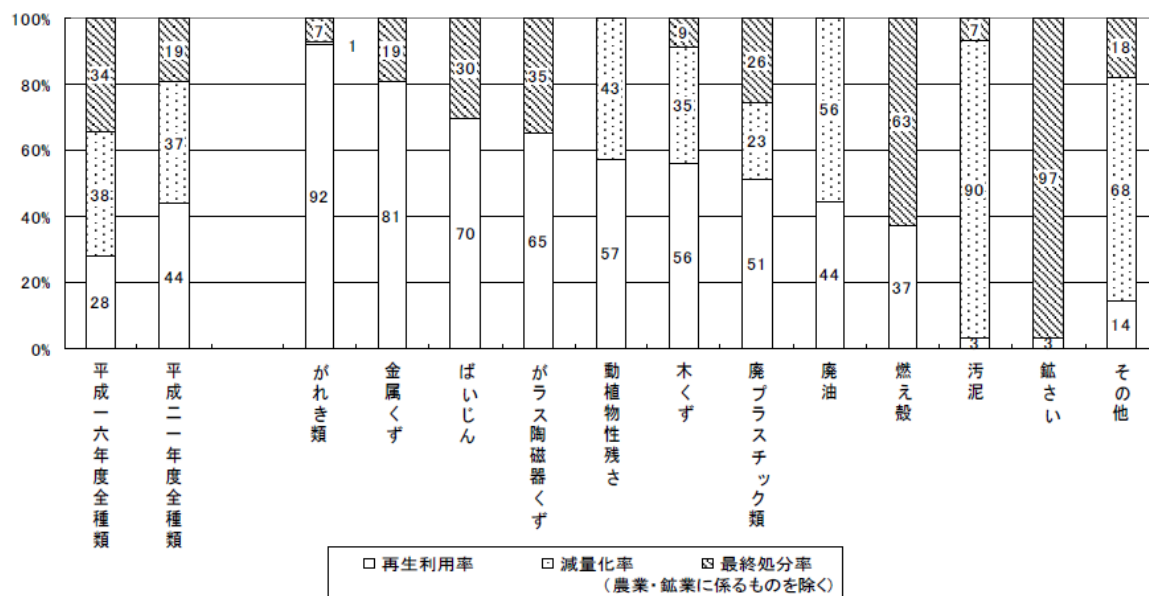 100%
80%
60%
40%
20%
0%
34
38
28
19
37
44
7
1
92
19
81
30
70
35
65
43
57
9
35
56
26
23
51
56
44
63
37
7
90
3
97
3
18
68
14
平成一六年度全種類
平成二一年度全種類
がれき類
金属くず
ばいじん
がラス陶磁器くず
動植物性残さ
木くず
廃プラスチック類
廃油
燃え殻
汚泥
鉱さい
その他
再生利用率 減量化率 最終処分率
(農業・鉱業に係るものを除く)